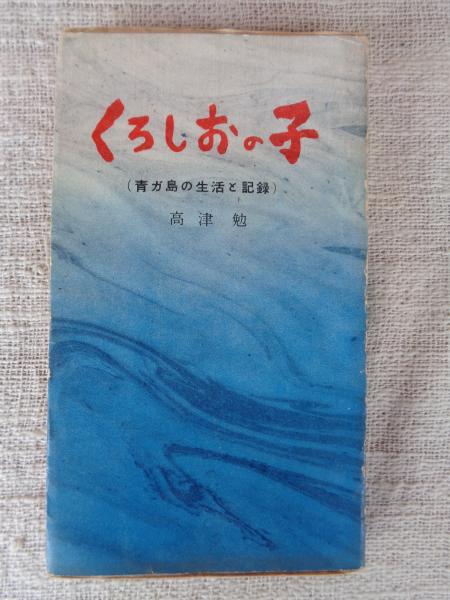 くろしおの子
(青ガ島の生活と記録)
高津 勉